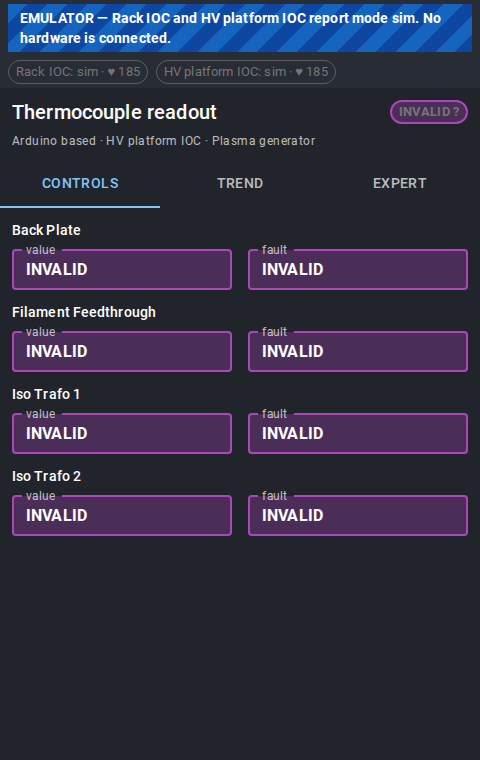 EMULATOR — Rack IOC and HV platform IOC report mode sim. No
hardware is connected.
Rack IOC: sim · ♥ 185
HV platform IOC: sim · ♥ 185
Thermocouple readout
INVALID ?
Arduino based · HV platform IOC · Plasma generator
CONTROLS
TREND
EXPERT
Back Plate
value
fault
INVALID
INVALID
Filament Feedthrough
value
fault
INVALID
INVALID
Iso Trafo 1
value
fault
INVALID
INVALID
Iso Trafo 2
value
fault
INVALID
INVALID